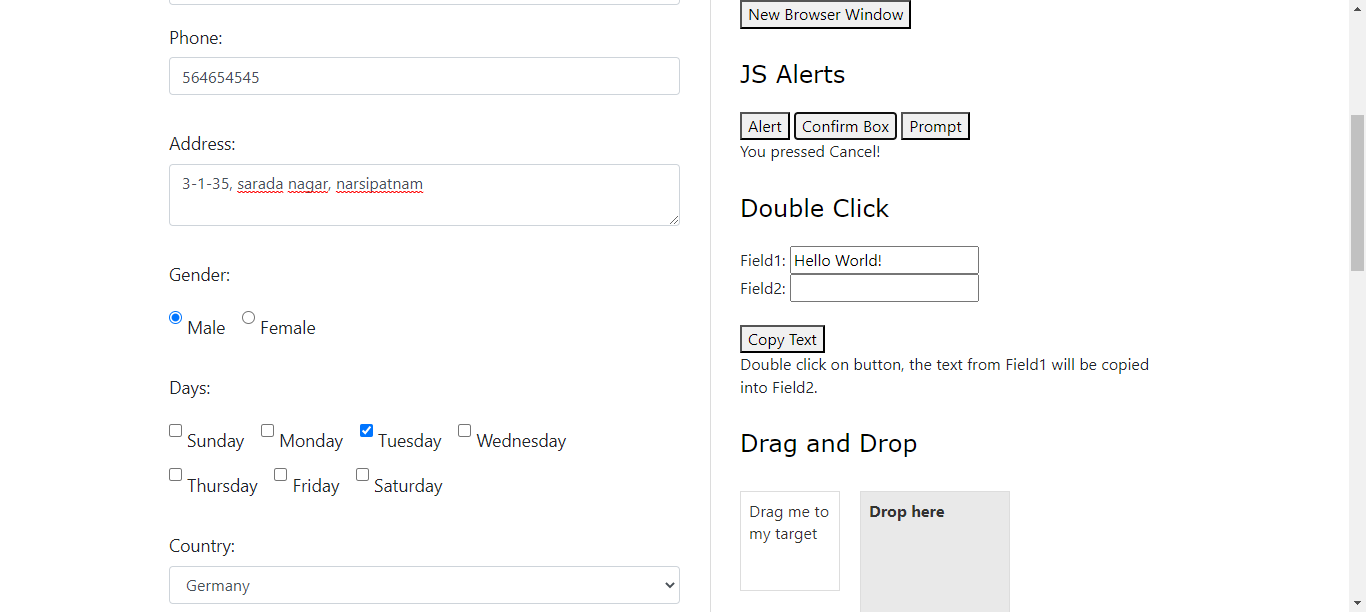 Phone:
564654545
Address:
3-1-35, sarada nagar, narsipatnam
Gender:
Male Female
Days:
Sunday Monday Tuesday Wednesday
Thursday Friday Saturday
Country:
Germany
New Browser Window
JS Alerts
Alert Confirm Box Prompt
You pressed Cancel!
Double Click
Field1: Hello World!
Field2:
Copy Text
Double click on button, the text from Field1 will be copied
into Field2.
Drag and Drop
Drag me to
my target
Drop here